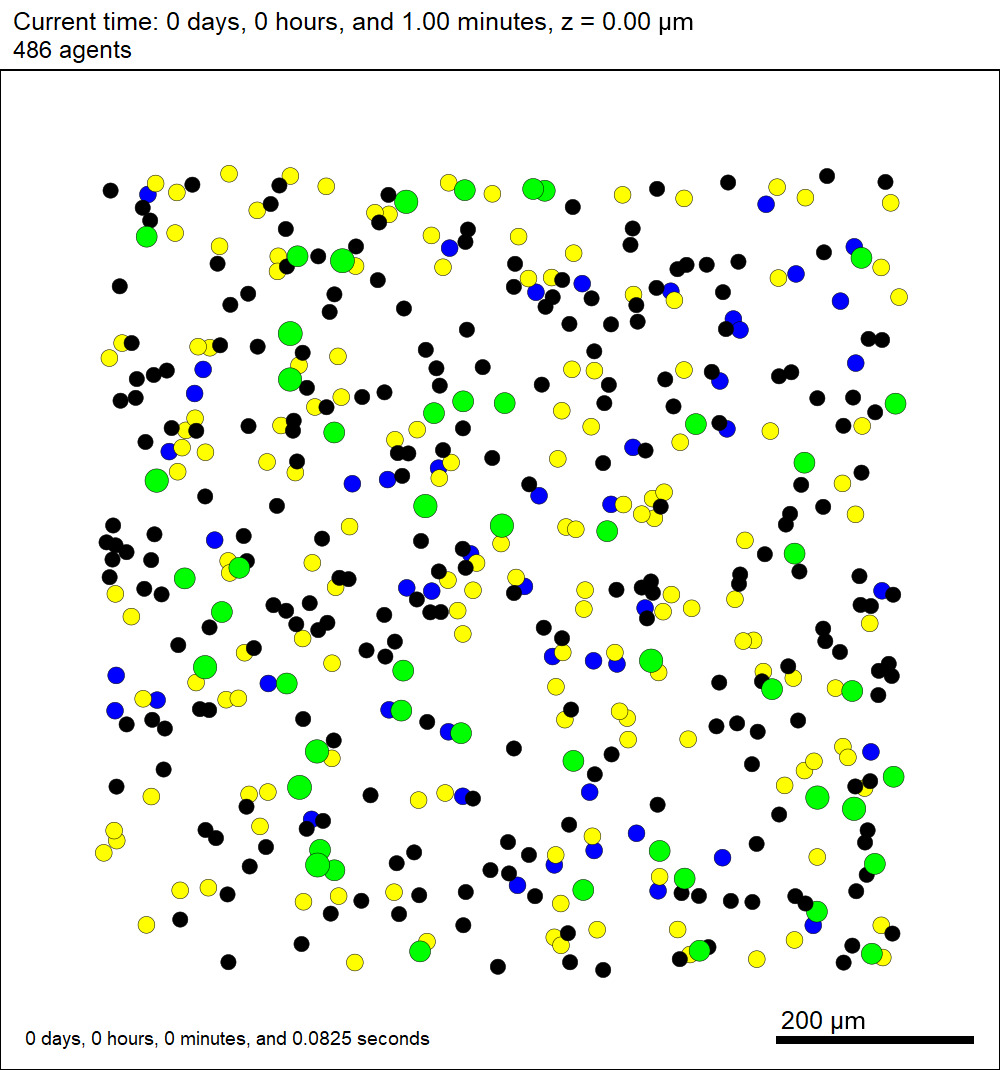 Current time: 0 days, 0 hours, and 1.00 minutes, z = 0.00 µm
486 agents
200 µm
0 days, 0 hours, 0 minutes, and 0.0825 seconds